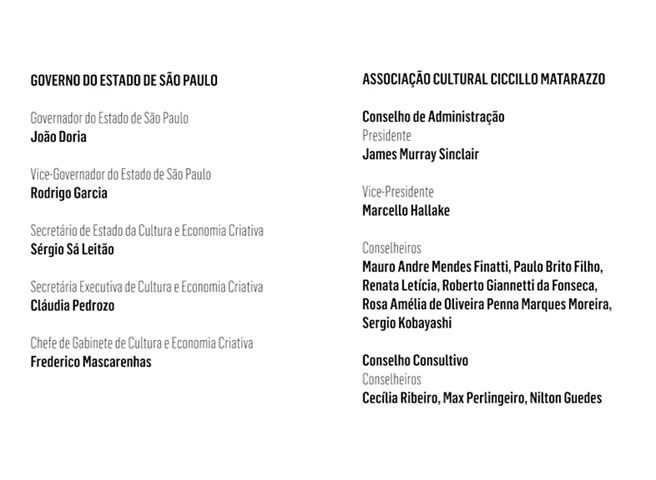 GOVERNO DO ESTADO DE SÃO PAULO
Governador do Estado de São Paulo
João Doria
Vice-Governador do Estado de São Paulo
Rodrigo Garcia
Secretário de Estado da Cultura e Economia Criativa
Sérgio Sá Leitão
Secretária Executiva de Cultura e Economia Criativa
Cláudia Pedrozo
Chefe de Gabinete de Cultura e Economia Criativa
Frederico Mascarenhas
ASSOCIAÇÃO CULTURAL CICCILLO MATARAZZO
Conselho de Administração
Presidente
James Murray Sinclair
Vice-Presidente
Marcello Hallake
Conselheiros
Mauro Andre Mendes Finatti, Paulo Brito Filho,
Renata Letícia, Roberto Giannetti da Fonseca,
Rosa Amélia de Oliveira Penna Marques Moreira,
Sergio Kobayashi
Conselho Consultivo
Conselheiros
Cecília Ribeiro, Max Perlingeiro, Nilton Guedes